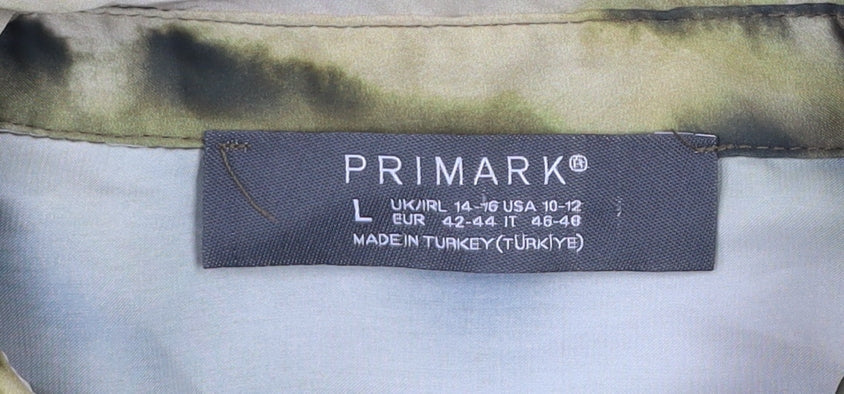 PRIMARK®
L UK/IRL 14-16 USA 10-12
EUR 42-44 IT 46-48
MADE IN TURKEY (TÜRKİYE)